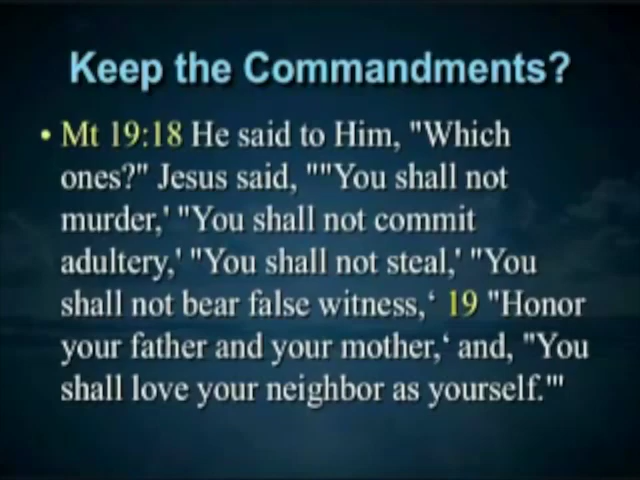 Keep the Commandments?
• Mt 19:18 He said to Him, "Which
ones?" Jesus said, ""You shall not
murder,' "You shall not commit
adultery,' "You shall not steal,' "You
shall not bear false witness,‘ 19 "Honor
your father and your mother,‘ and, "You
shall love your neighbor as yourself.'"